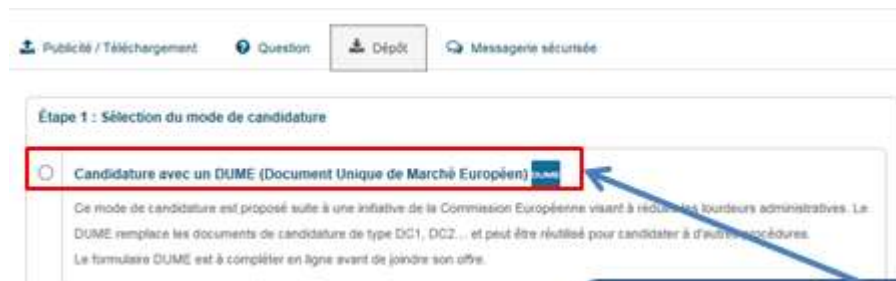 Publicité / Téléchargement Question Dépôt Messagerie sécurisée
Étape 1 : Sélection du mode de candidature
Candidature avec un DUME (Document Unique de Marché Européen) DUME
Ce mode de candidature est proposé suite à une initiative de la Commission Européenne visant à réduire les lourdeurs administratives. Le
DUME remplace les documents de candidature de type DC1, DC2... et peut être réutilisé pour candidater à d'autres procédures.
Le formulaire DUME est à compléter en ligne avant de joindre son offre.